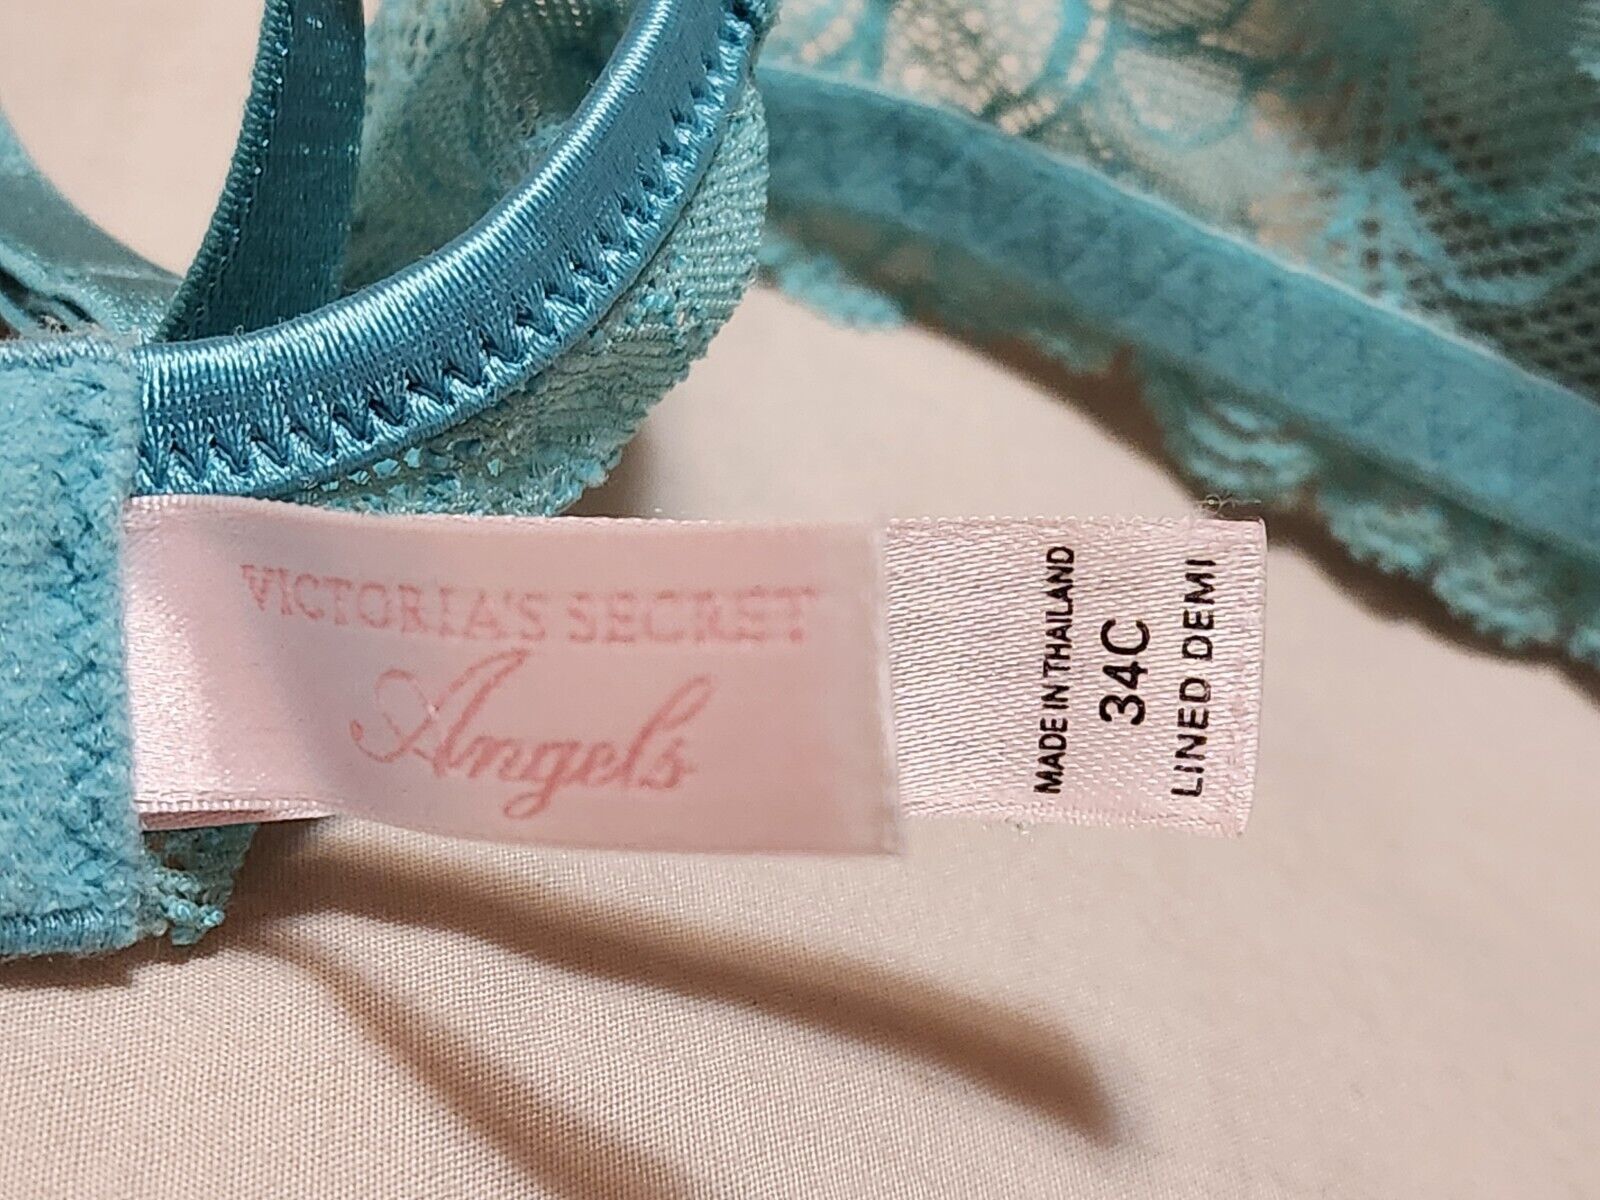 VICTORIA'S SECRET
Angels
MADE IN THAILAND
34C
LINED DEMI